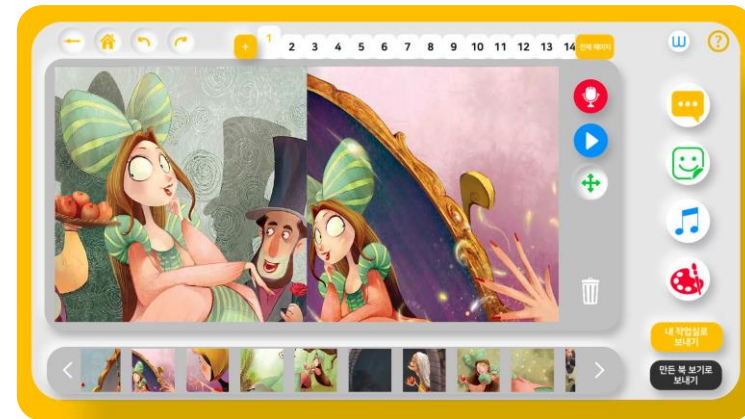 + 1 2 3 4 5 6 7 8 9 10 11 12 13 14 전체 페이지 W ?
내 작업실로
보내기
만든 북 보기로
보내기